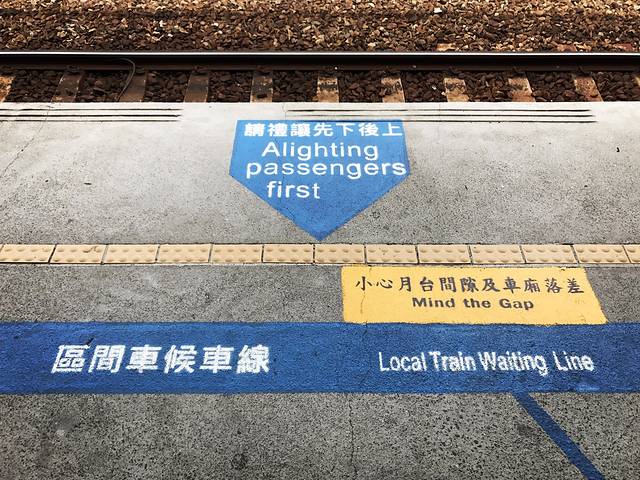 請禮讓先下後上
Alighting
passengers
first
小心月台間隙及車廂落差
Mind the Gap
區間車候車線
Local Train Waiting Line